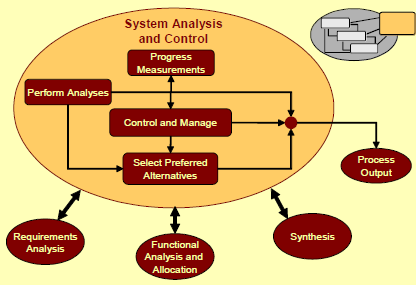 System Analysis
and Control
Progress
Measurements
Perform Analyses
Control and Manage
Select Preferred
Alternatives
Process
Output
Requirements
Analysis
Functional
Analysis and
Allocation
Synthesis